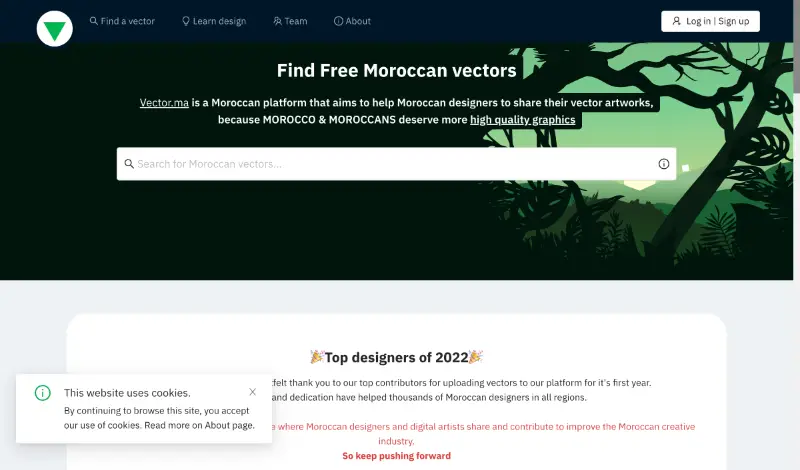 Find a vector
Learn design
Team
About
Log in | Sign up
Find Free Moroccan vectors
Vector.ma is a Moroccan platform that aims to help Moroccan designers to share their vector artworks,
because MOROCCO & MOROCCANS deserve more high quality graphics
Search for Moroccan vectors...
🎉Top designers of 2022🎉
thank you to our top contributors for uploading vectors to our platform for it's first year.
and dedication have helped thousands of Moroccan designers in all regions.
where Moroccan designers and digital artists share and contribute to improve the Moroccan creative
industry.
So keep pushing forward
This website uses cookies.
By continuing to browse this site, you accept
our use of cookies. Read more on About page.